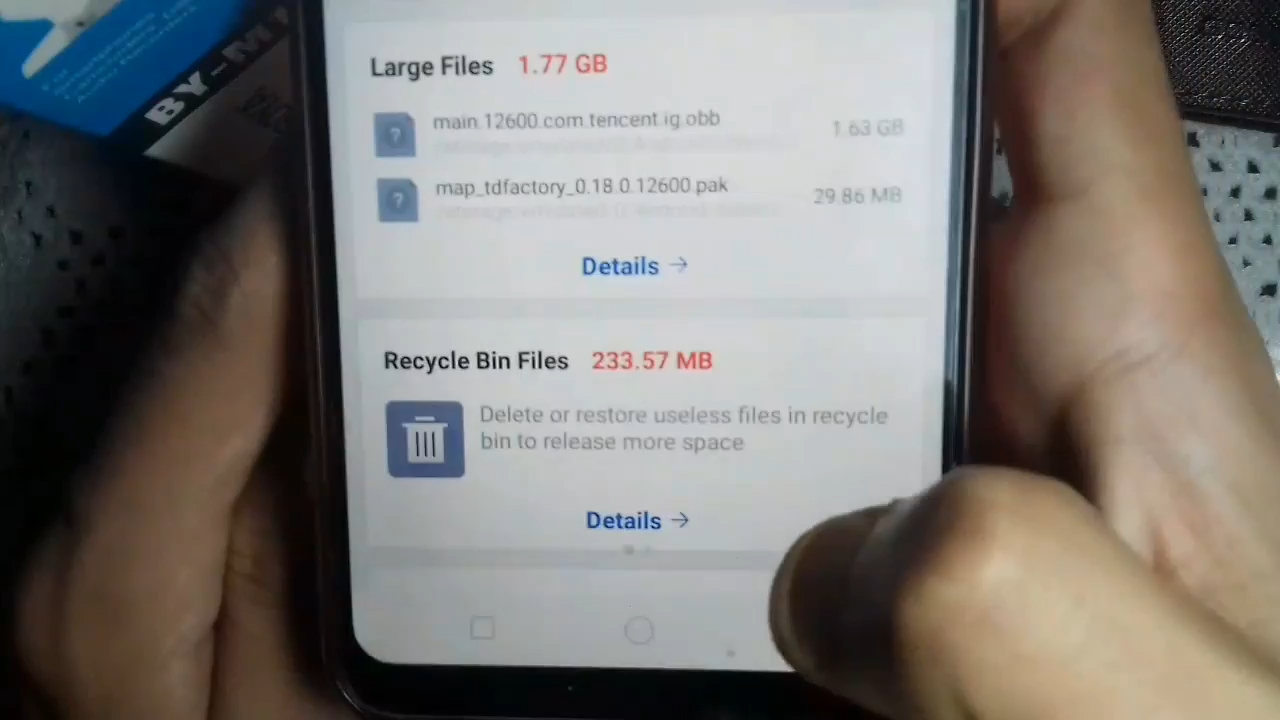 BY-M
Large Files 1.77 GB
main.12600.com.tencent.ig.obb 1.63 GB
map_tdfactory_0.18.0.12600.pak 29.86 MB
Details →
Recycle Bin Files 233.57 MB
Delete or restore useless files in recycle
bin to release more space
Details →